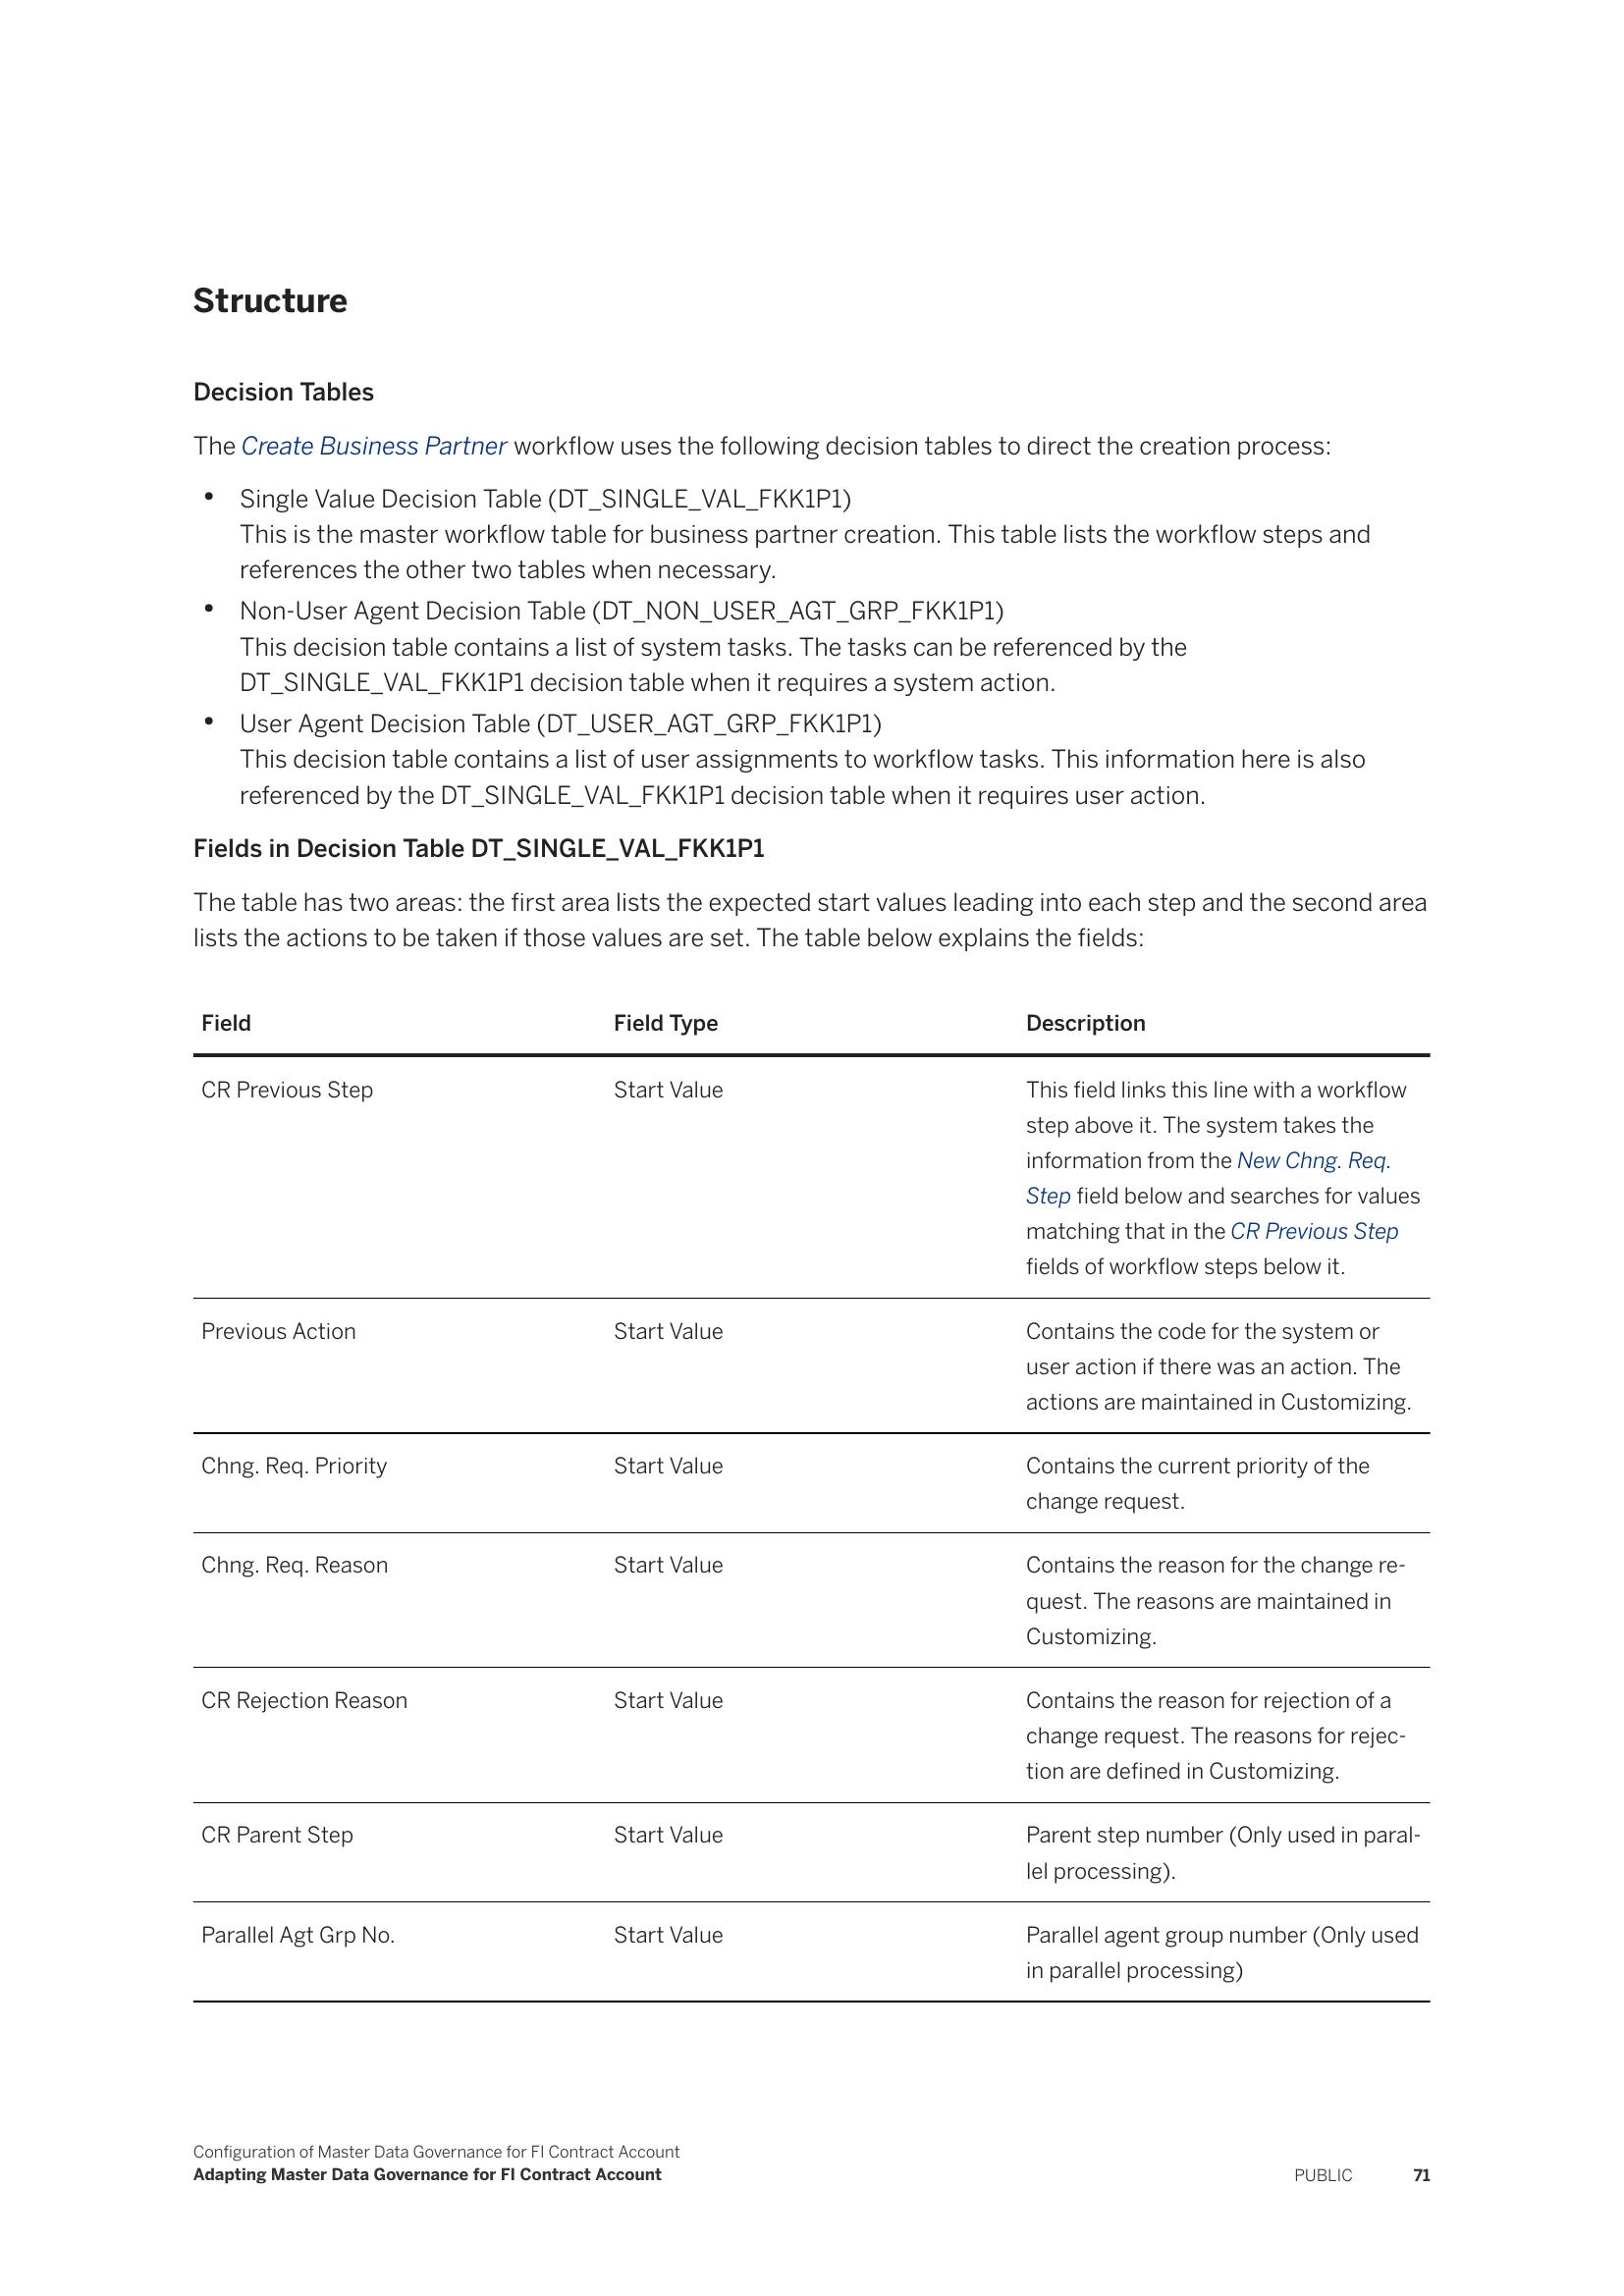 Structure
Decision Tables
The Create Business Partner workflow uses the following decision tables to direct the creation process:
• Single Value Decision Table (DT_SINGLE_VAL_FKK1P1)
This is the master workflow table for business partner creation. This table lists the workflow steps and
references the other two tables when necessary.
• Non-User Agent Decision Table (DT_NON_USER_AGT_GRP_FKK1P1)
This decision table contains a list of system tasks. The tasks can be referenced by the
DT_SINGLE_VAL_FKK1P1 decision table when it requires a system action.
• User Agent Decision Table (DT_USER_AGT_GRP_FKK1P1)
This decision table contains a list of user assignments to workflow tasks. This information here is also
referenced by the DT_SINGLE_VAL_FKK1P1 decision table when it requires user action.
Fields in Decision Table DT_SINGLE_VAL_FKK1P1
The table has two areas: the first area lists the expected start values leading into each step and the second area
lists the actions to be taken if those values are set. The table below explains the fields:
Field Field Type Description
CR Previous Step Start Value This field links this line with a workflow
step above it. The system takes the
information from the New Chng. Req.
Step field below and searches for values
matching that in the CR Previous Step
fields of workflow steps below it.
Previous Action Start Value Contains the code for the system or
user action if there was an action. The
actions are maintained in Customizing.
Chng. Req. Priority Start Value Contains the current priority of the
change request.
Chng. Req. Reason Start Value Contains the reason for the change re-
quest. The reasons are maintained in
Customizing.
CR Rejection Reason Start Value Contains the reason for rejection of a
change request. The reasons for rejec-
tion are defined in Customizing.
CR Parent Step Start Value Parent step number (Only used in paral-
lel processing).
Parallel Agt Grp No. Start Value Parallel agent group number (Only used
in parallel processing)
Configuration of Master Data Governance for FI Contract Account
Adapting Master Data Governance for FI Contract Account PUBLIC 71